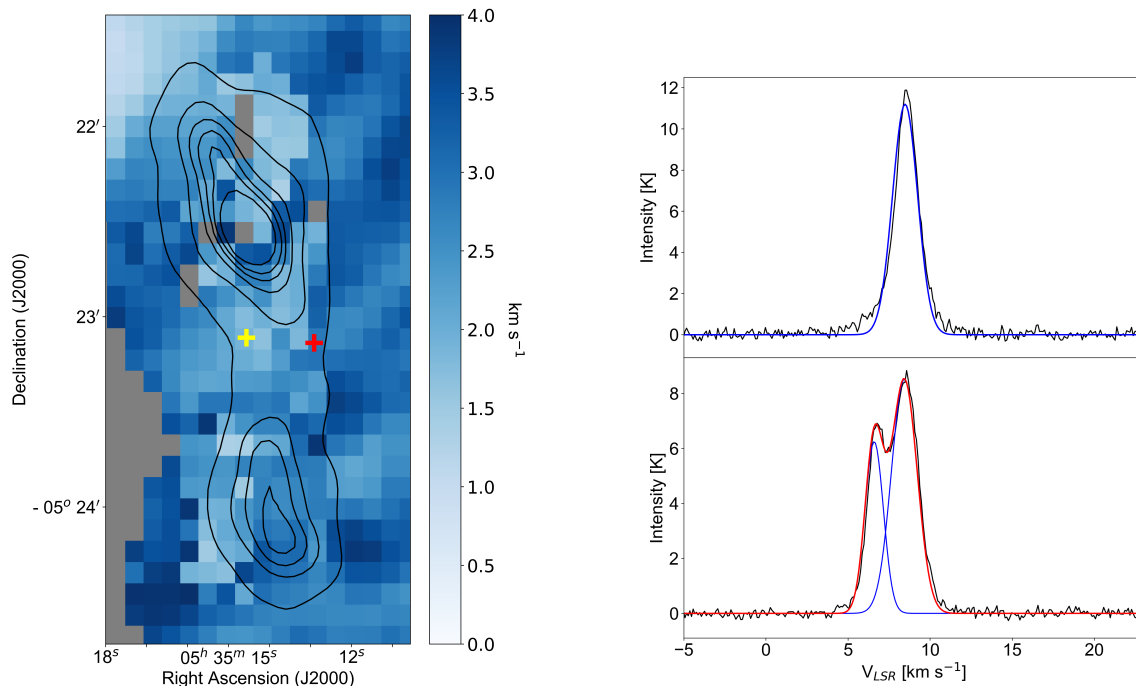 4.0
3.5
3.0
2.5
2.0
1.5
1.0
0.5
0.0
km s⁻¹
22′
23′
- 05ᵒ 24′
Declination (J2000)
18ˢ
05ʰ 35ᵐ 15ˢ
12ˢ
Right Ascension (J2000)
12
10
8
6
4
2
0
Intensity [K]
8
6
4
2
0
Intensity [K]
−5
0
5
10
15
20
V_LSR [km s⁻¹]